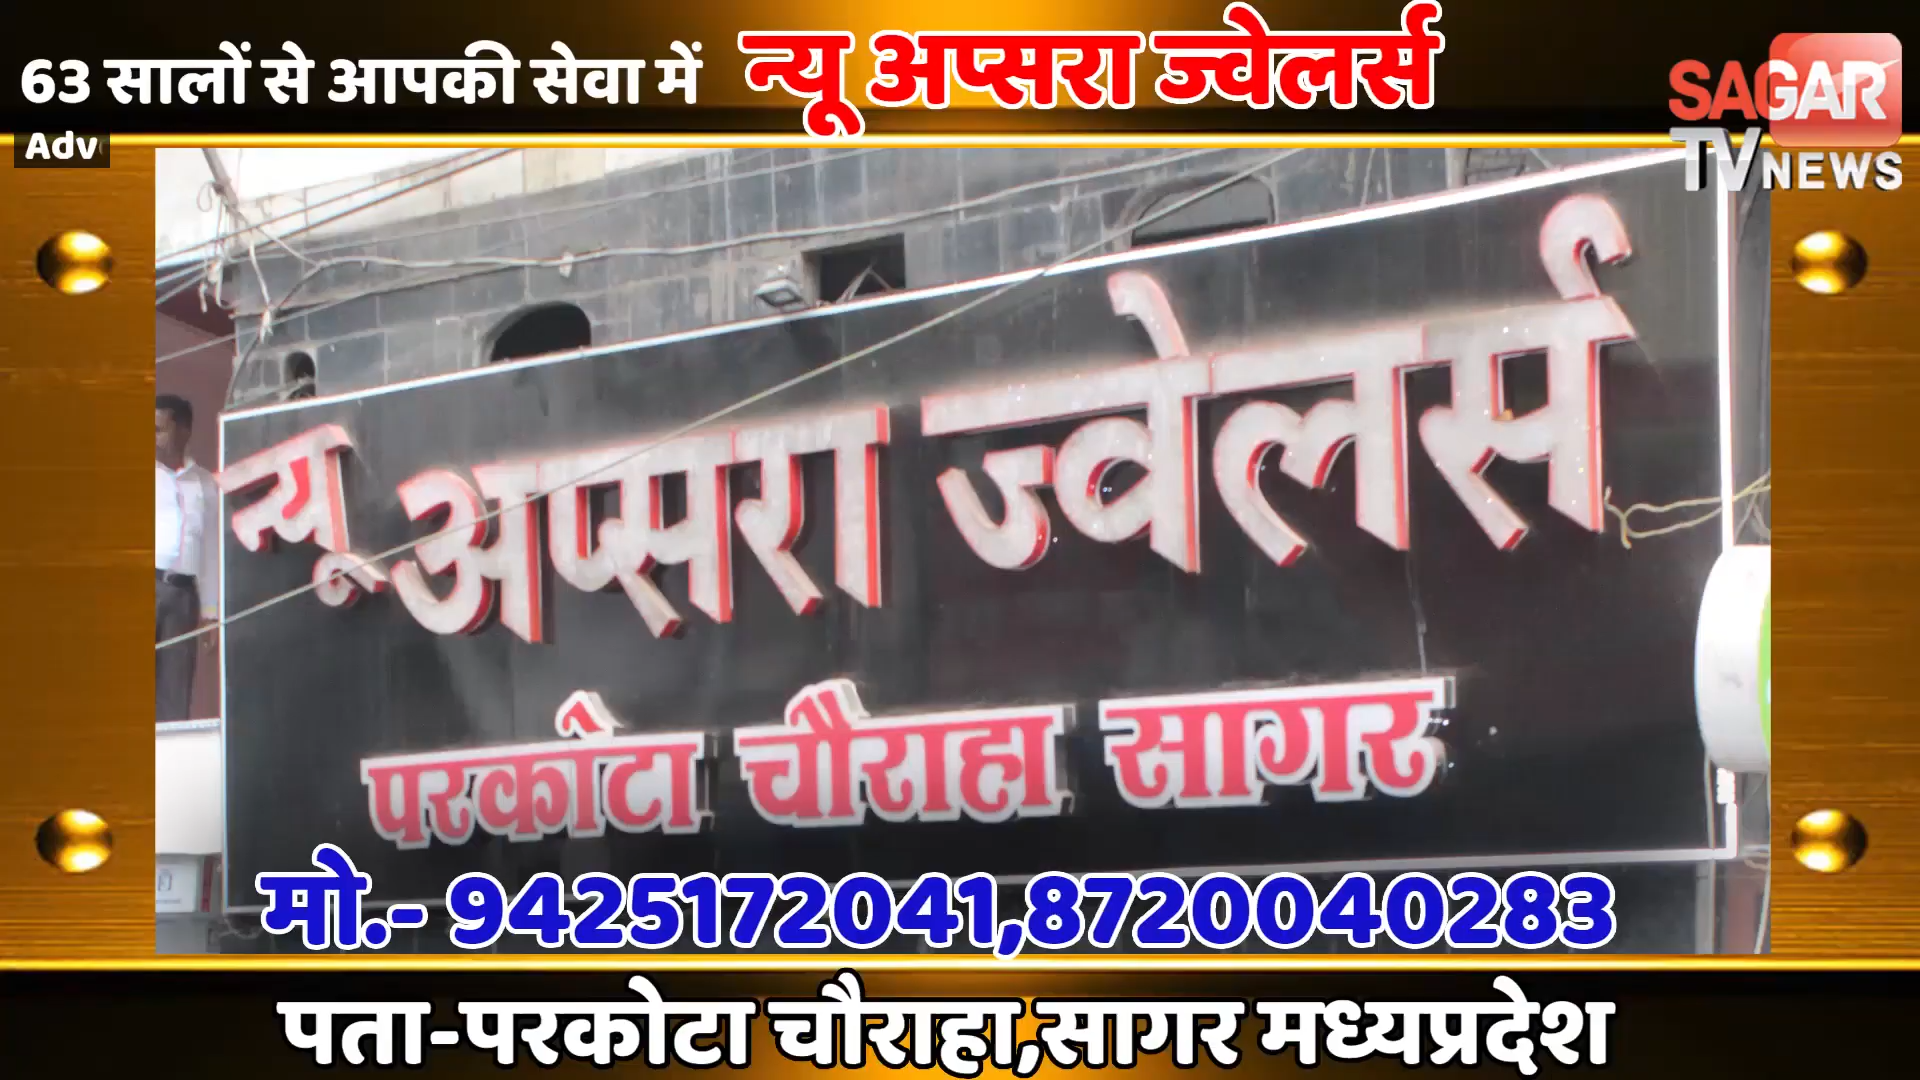 63 सालों से आपकी सेवा में न्यू अप्सरा ज्वेलर्स
SAGAR
TV NEWS
Adv
न्यू अप्सरा ज्वेलर्स
परकोटा चौराहा सागर
मो.- 9425172041,8720040283
पता-परकोटा चौराहा,सागर मध्यप्रदेश